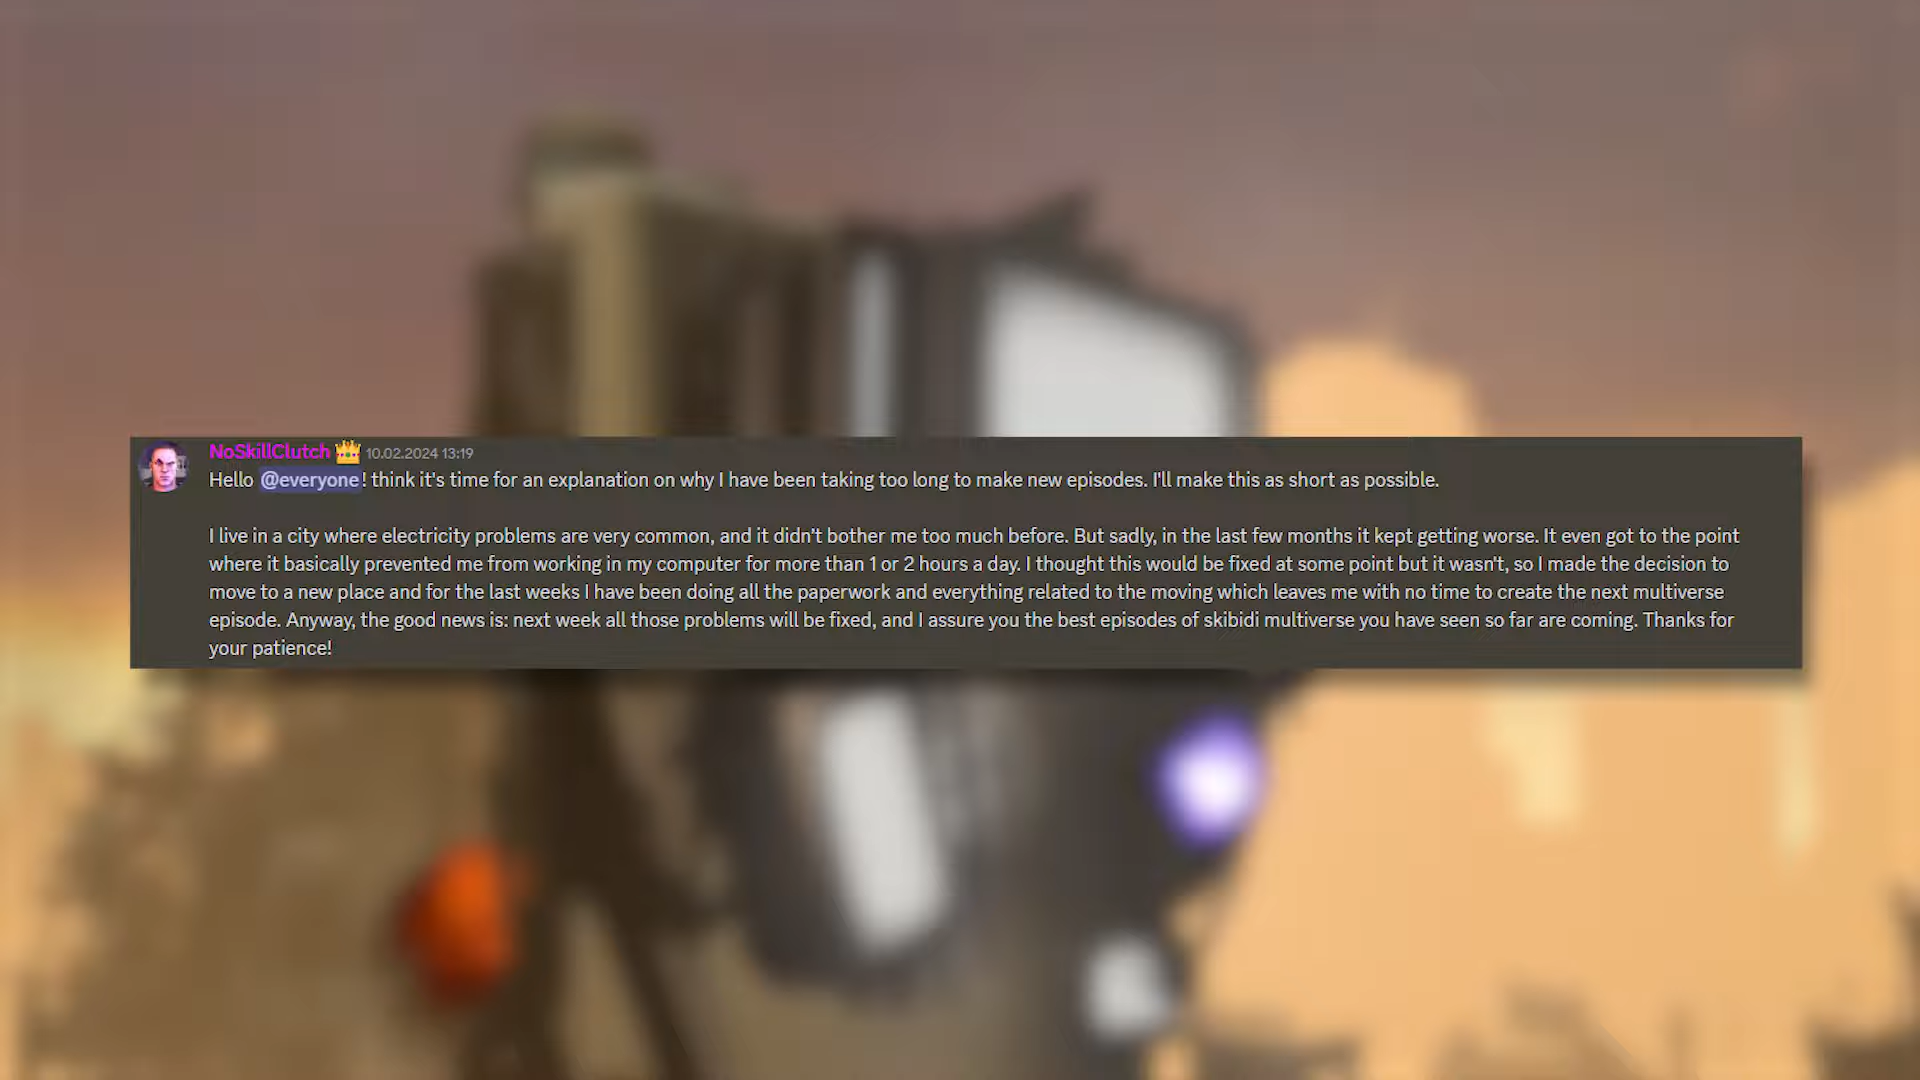 NoSkillClutch 10.02.2024 13:19
Hello @everyone! think it's time for an explanation on why I have been taking too long to make new episodes. I'll make this as short as possible.
I live in a city where electricity problems are very common, and it didn't bother me too much before. But sadly, in the last few months it kept getting worse. It even got to the point
where it basically prevented me from working in my computer for more than 1 or 2 hours a day. I thought this would be fixed at some point but it wasn't, so I made the decision to
move to a new place and for the last weeks I have been doing all the paperwork and everything related to the moving which leaves me with no time to create the next multiverse
episode. Anyway, the good news is: next week all those problems will be fixed, and I assure you the best episodes of skibidi multiverse you have seen so far are coming. Thanks for
your patience!